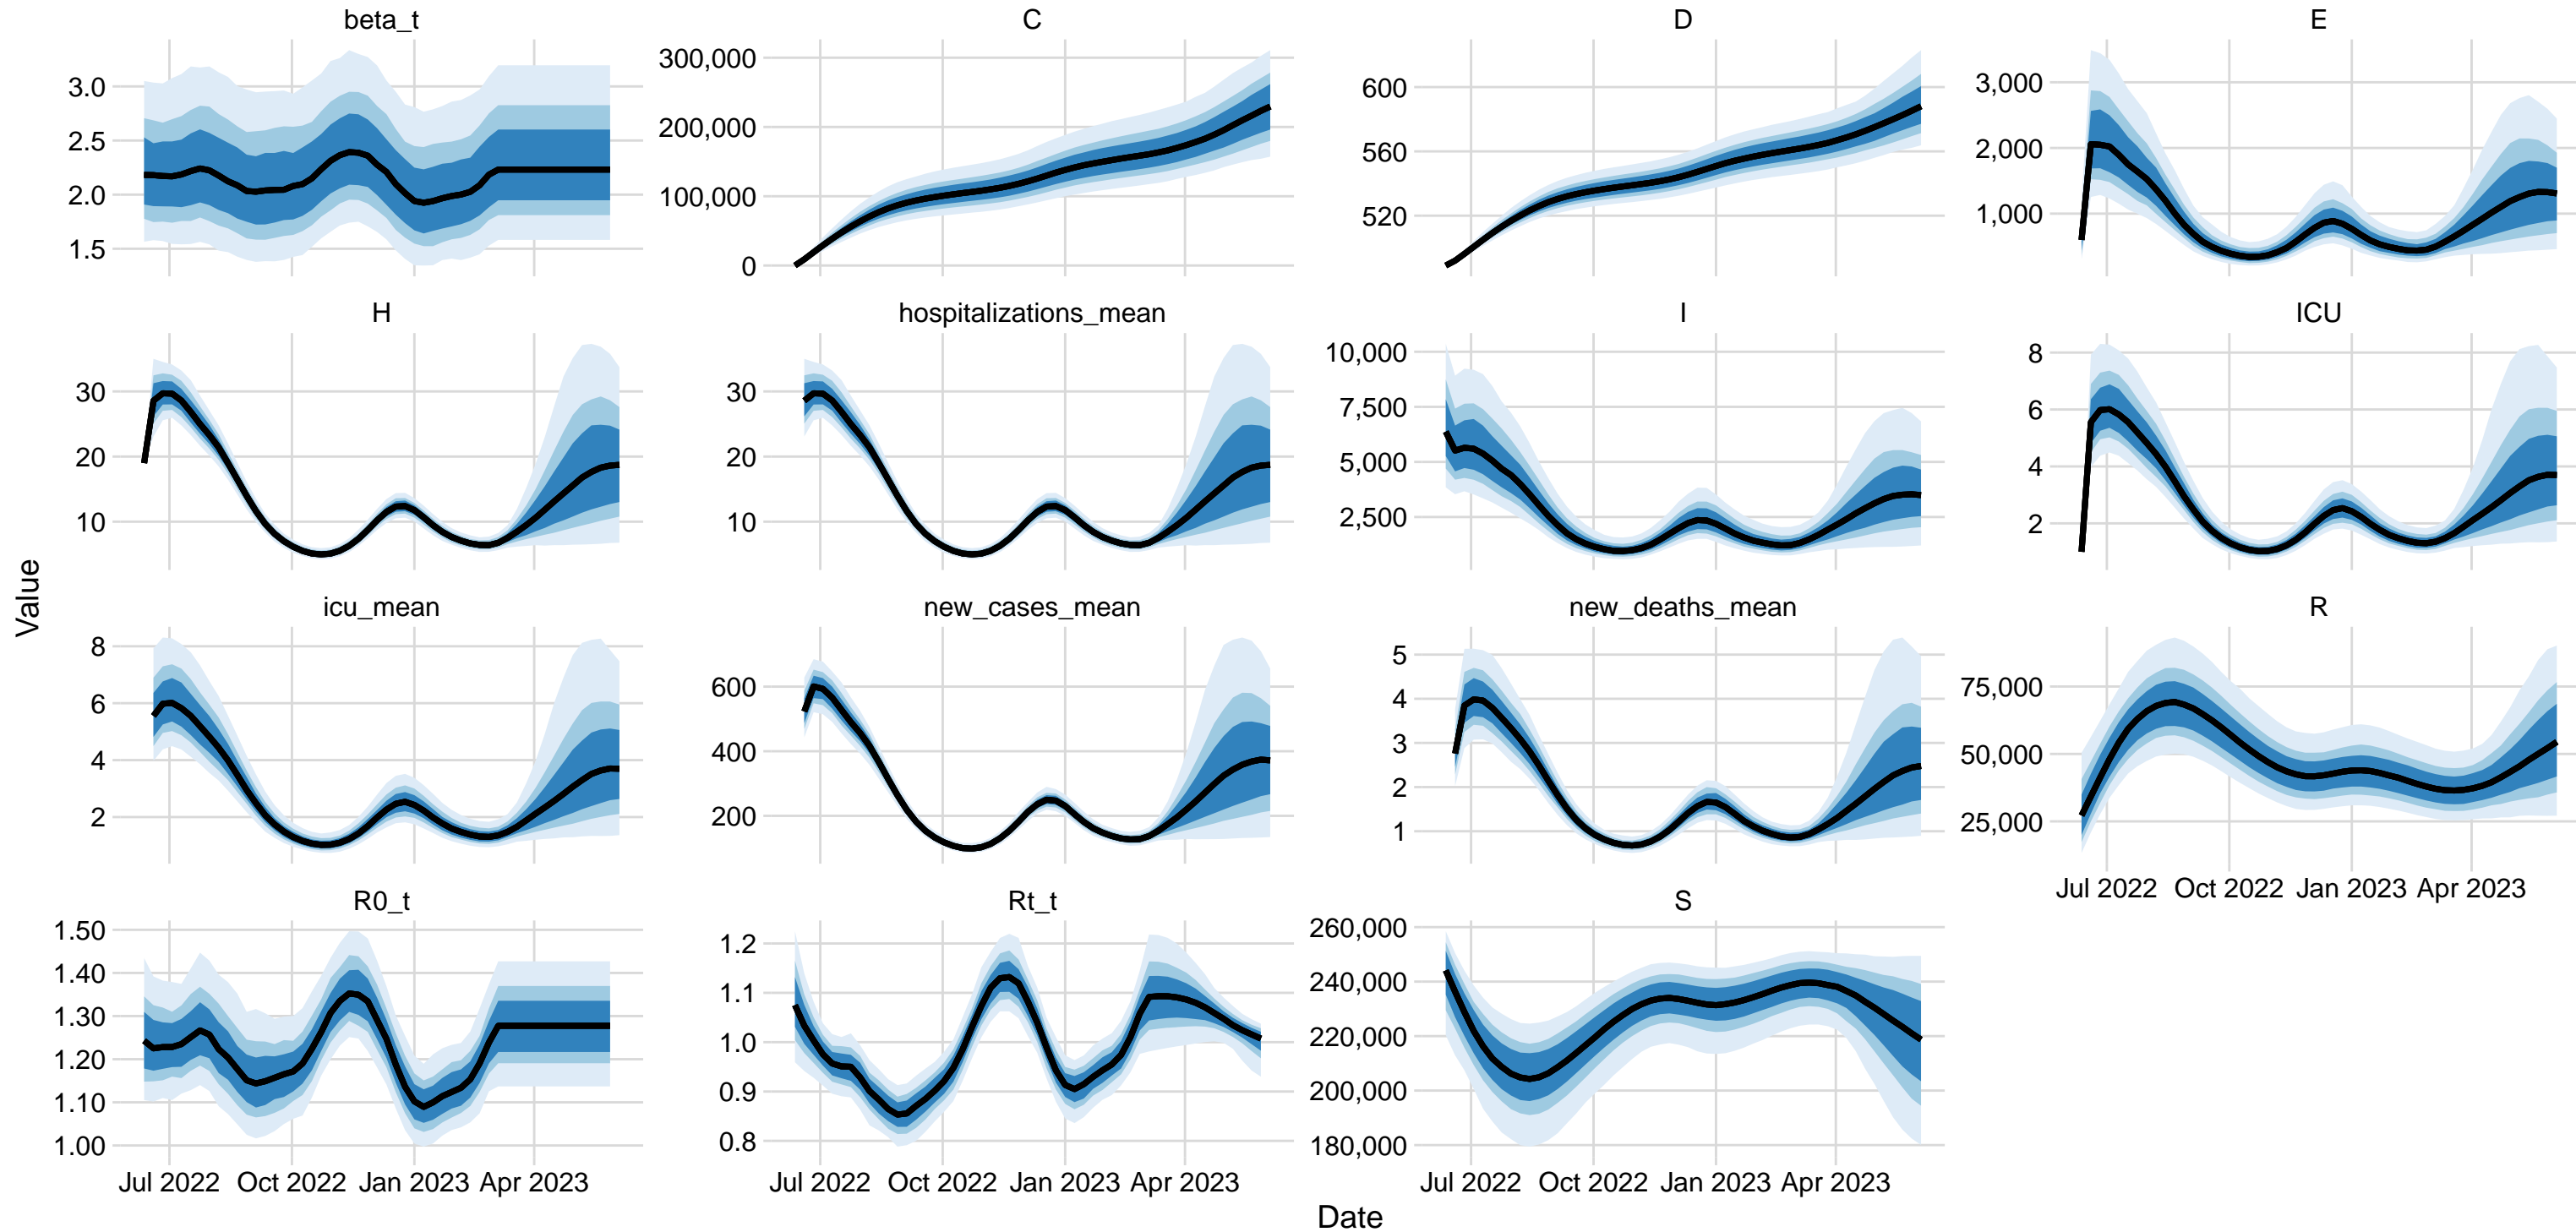 beta_t
3.0
2.5
2.0
1.5
C
300,000
200,000
100,000
0
D
600
560
520
E
3,000
2,000
1,000
H
30
20
10
hospitalizations_mean
30
20
10
I
10,000
7,500
5,000
2,500
ICU
8
6
4
2
Value
icu_mean
8
6
4
2
new_cases_mean
600
400
200
new_deaths_mean
5
4
3
2
1
R
75,000
50,000
25,000
Jul 2022 Oct 2022 Jan 2023 Apr 2023
R0_t
1.50
1.40
1.30
1.20
1.10
1.00
Jul 2022 Oct 2022 Jan 2023 Apr 2023
Rt_t
1.2
1.1
1.0
0.9
0.8
Jul 2022 Oct 2022 Jan 2023 Apr 2023
S
260,000
240,000
220,000
200,000
180,000
Jul 2022 Oct 2022 Jan 2023 Apr 2023
Date